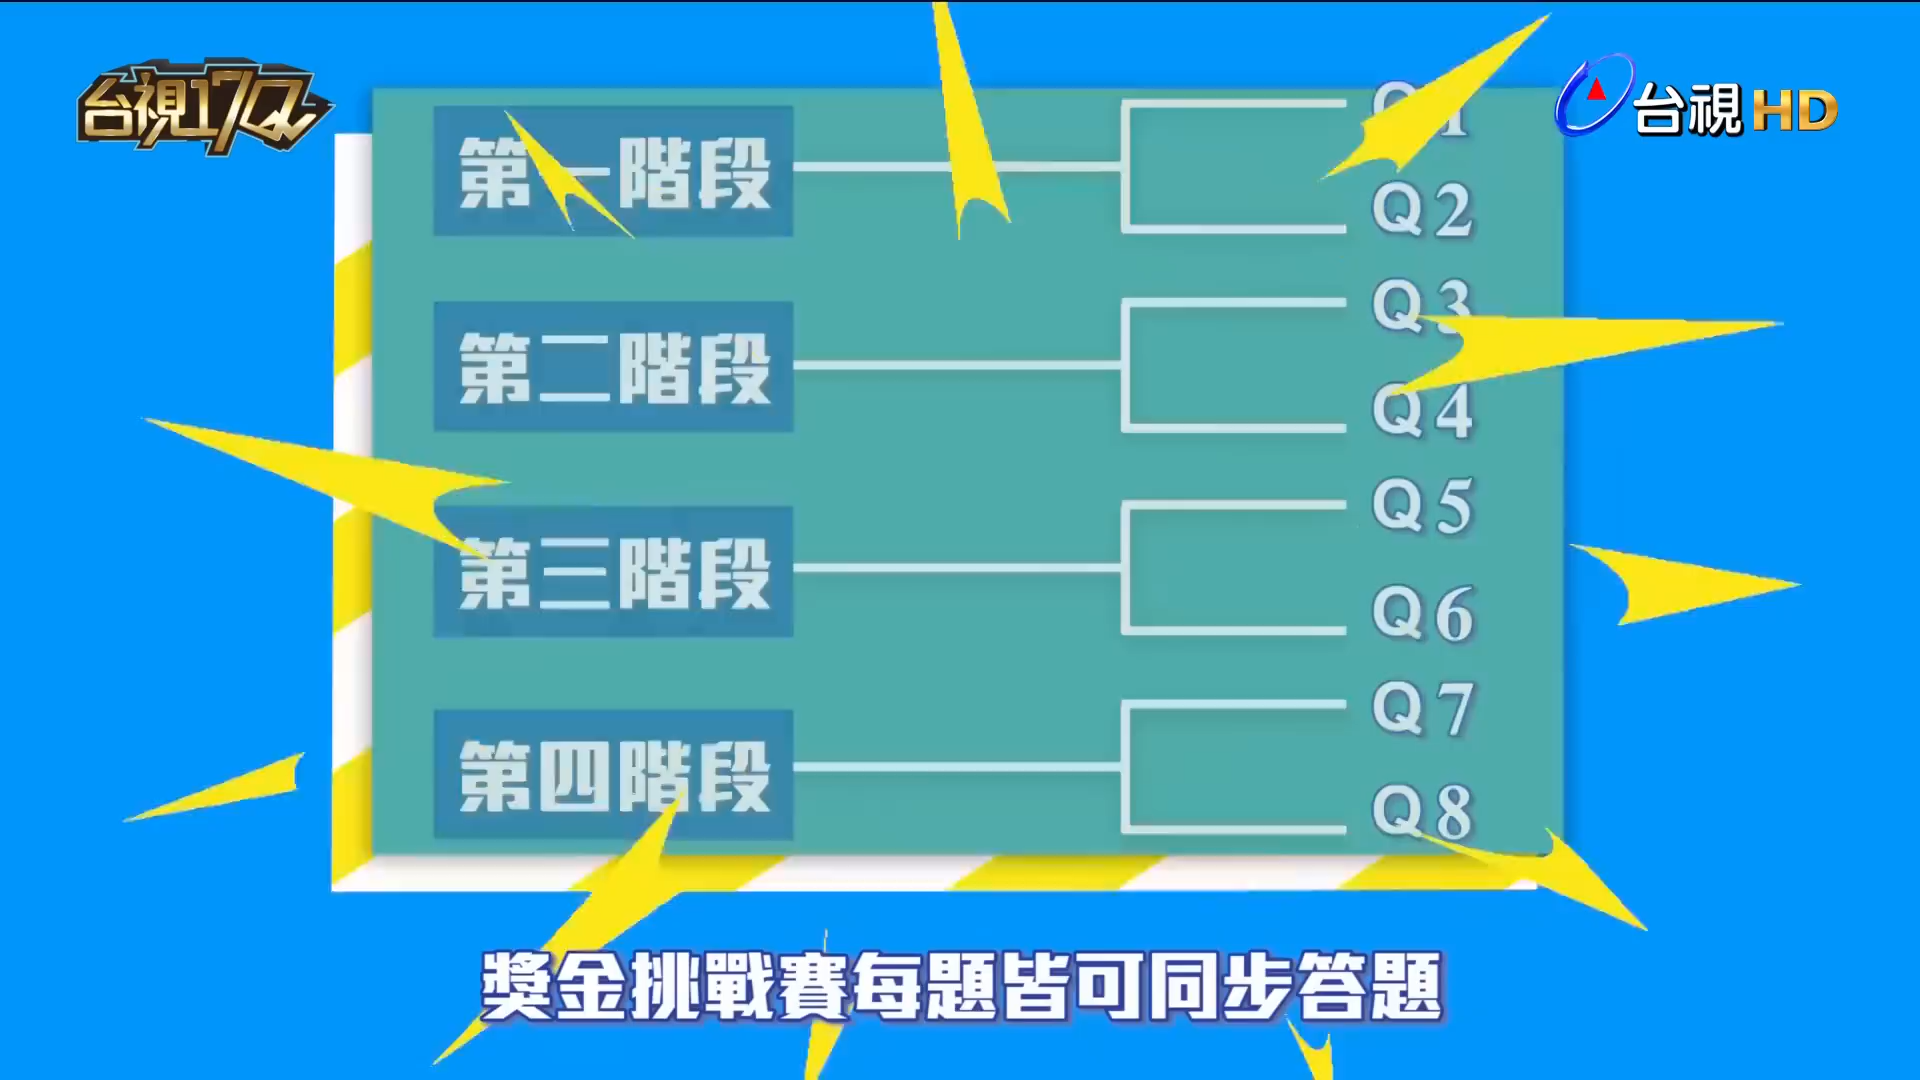 台視17Q
台視HD
第一階段
Q1
Q2
第二階段
Q3
Q4
第三階段
Q5
Q6
第四階段
Q7
Q8
獎金挑戰賽每題皆可同步答題